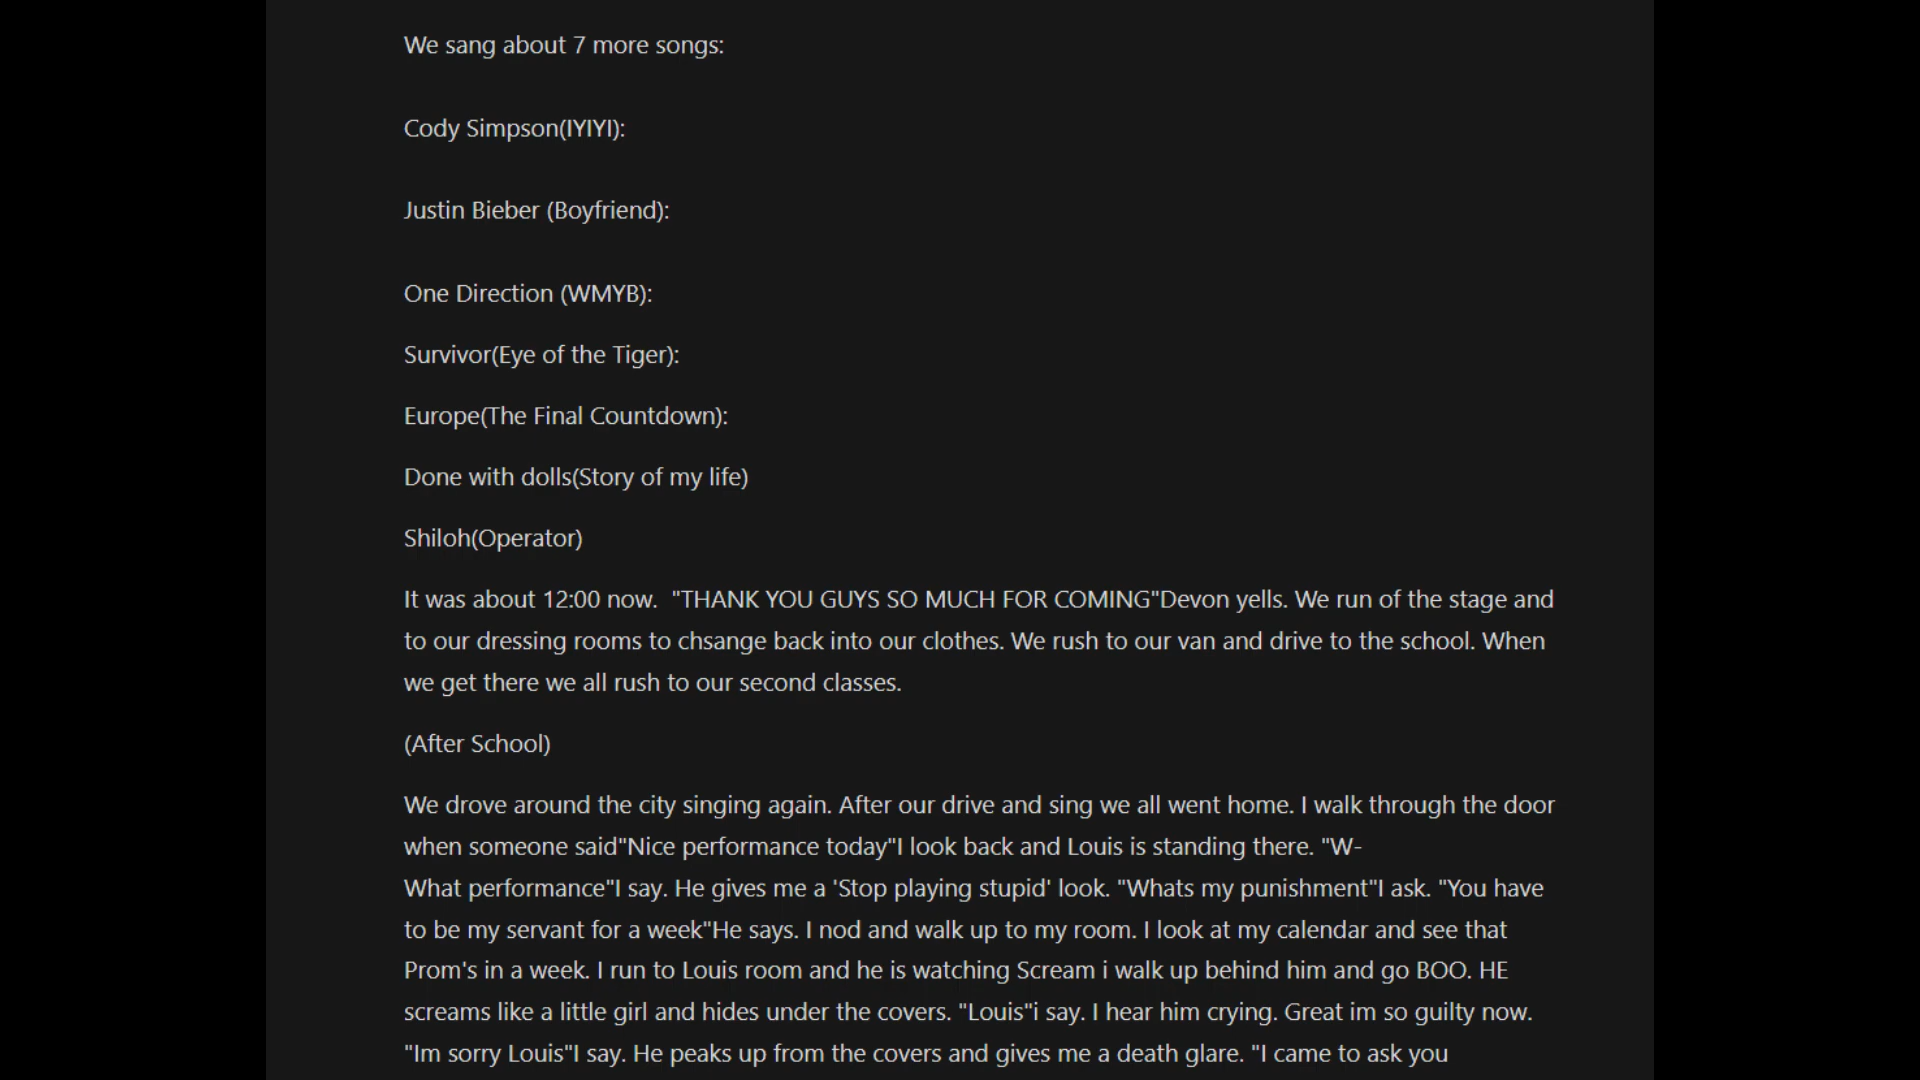 We sang about 7 more songs:
Cody Simpson(IYIYI):
Justin Bieber (Boyfriend):
One Direction (WMYB):
Survivor(Eye of the Tiger):
Europe(The Final Countdown):
Done with dolls(Story of my life)
Shiloh(Operator)
It was about 12:00 now.  "THANK YOU GUYS SO MUCH FOR COMING"Devon yells. We run of the stage and
to our dressing rooms to chsange back into our clothes. We rush to our van and drive to the school. When
we get there we all rush to our second classes.
(After School)
We drove around the city singing again. After our drive and sing we all went home. I walk through the door
when someone said"Nice performance today"I look back and Louis is standing there. "W-
What performance"I say. He gives me a 'Stop playing stupid' look. "Whats my punishment"I ask. "You have
to be my servant for a week"He says. I nod and walk up to my room. I look at my calendar and see that
Prom's in a week. I run to Louis room and he is watching Scream i walk up behind him and go BOO. HE
screams like a little girl and hides under the covers. "Louis"i say. I hear him crying. Great im so guilty now.
"Im sorry Louis"I say. He peaks up from the covers and gives me a death glare. "I came to ask you